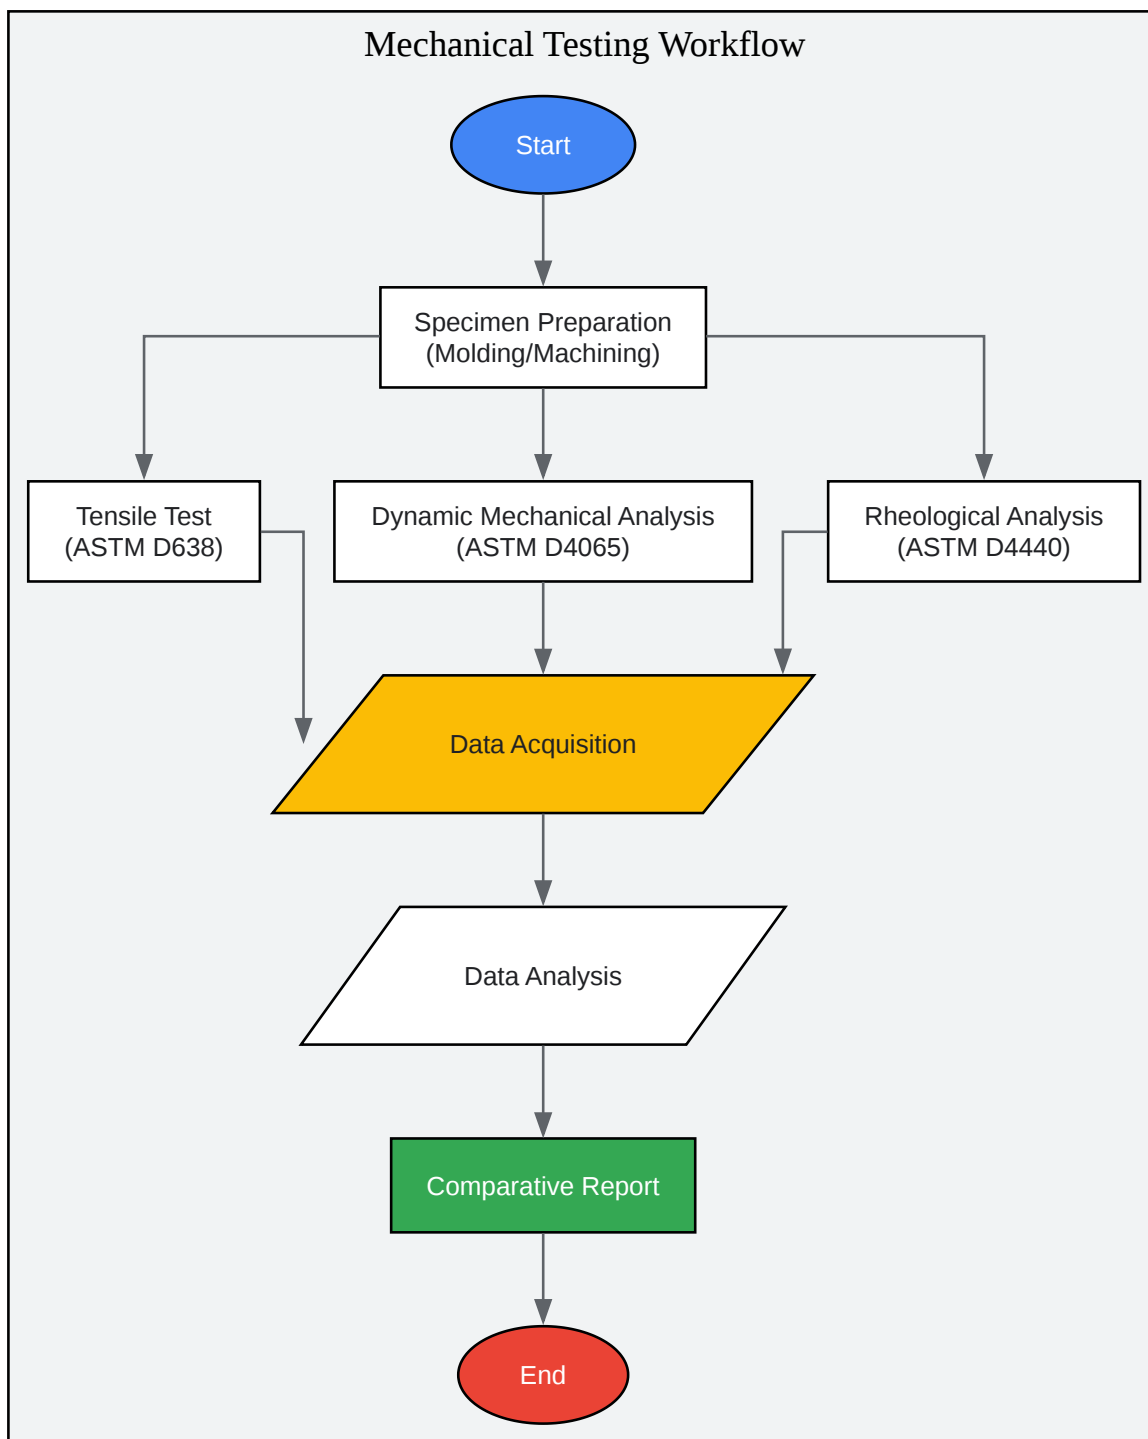 Mechanical Testing Workflow
Start
Specimen Preparation
(Molding/Machining)
Tensile Test
(ASTM D638)
Dynamic Mechanical Analysis
(ASTM D4065)
Rheological Analysis
(ASTM D4440)
Data Acquisition
Data Analysis
Comparative Report
End